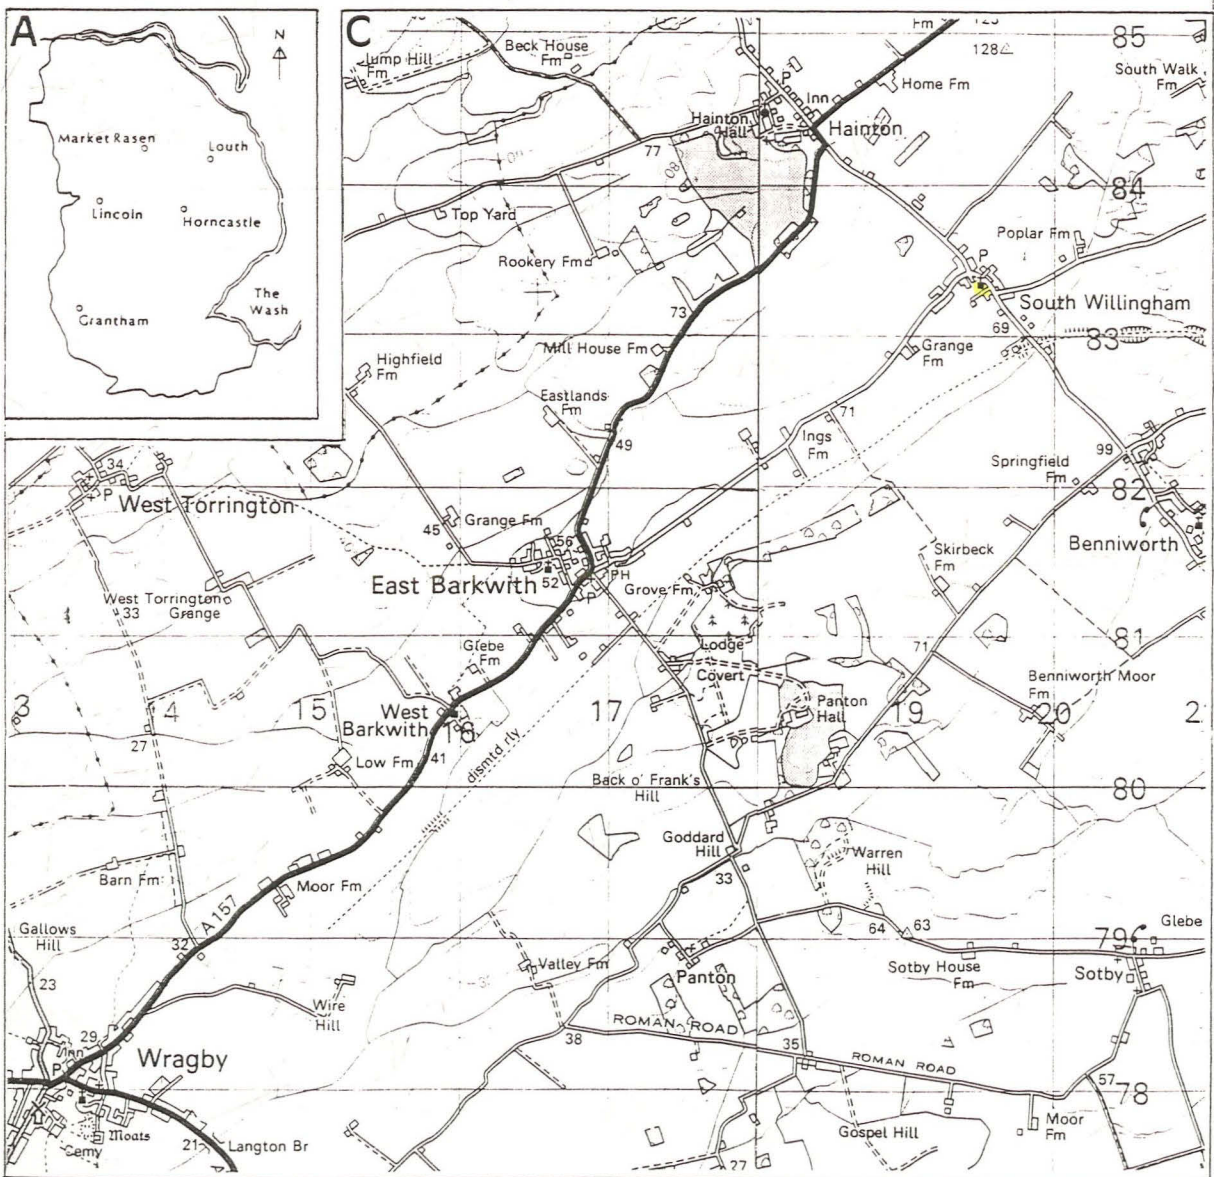 A
N
Market Rasen
Louth
Lincoln
Horncastle
Grantham
The
Wash
C
Fm
123
128
85
Beck House
Fm
Jump Hill
Fm
South Walk
Fm
P
Inn
Home Fm
Hainton
Hall
Hainton
77
80
84
Top Yard
Poplar Fm
P
Rookery Fm
South Willingham
73
69
83
Mill House Fm
Grange
Fm
Highfield
Fm
Eastlands
Fm
71
49
Ings
Fm
99
34
Springfield
Fm
82
P
West Torrington
Grange Fm
45
56
Benniworth
Skirbeck
Fm
East Barkwith
52
PH
P
Grove Fm
West Torrington
33
Grange
81
Lodge
71
Glebe
Fm
Covert
Benniworth Moor
Fm
3
4
15
West
Barkwith
16
17
Panton
Hall
19
20
2
27
41
Low Fm
dismtd rly
Back o' Frank's
Hill
80
Goddard
Hill
Warren
Hill
33
Barn Fm
Moor Fm
A 157
Gallows
Hill
32
64
63
79
Glebe
Valley Fm
Panton
Sotby House
Fm
Sotby
23
Wire
Hill
29
Inn
P
Wragby
38
ROMAN ROAD
35
ROMAN ROAD
57
78
Moats
Cemy
21
Langton Br
A
Gospel Hill
Moor
Fm
27